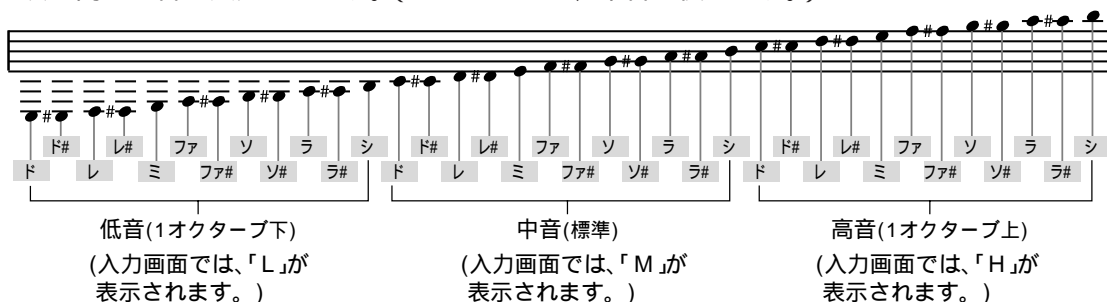 # # # # # # # # # # # # # # #
ド# レ# ファ ソ ラ シ ド# レ# ファ ソ ラ シ ド# レ# ファ ソ ラ シ
ド レ ミ ファ# ソ# ラ# ド レ ミ ファ# ソ# ラ# ド レ ミ ファ# ソ# ラ#
低音(1オクターブ下) 中音(標準) 高音(1オクターブ上)
(入力画面では、「L」が (入力画面では、「M」が (入力画面では、「H」が
表示されます。) 表示されます。) 表示されます。)